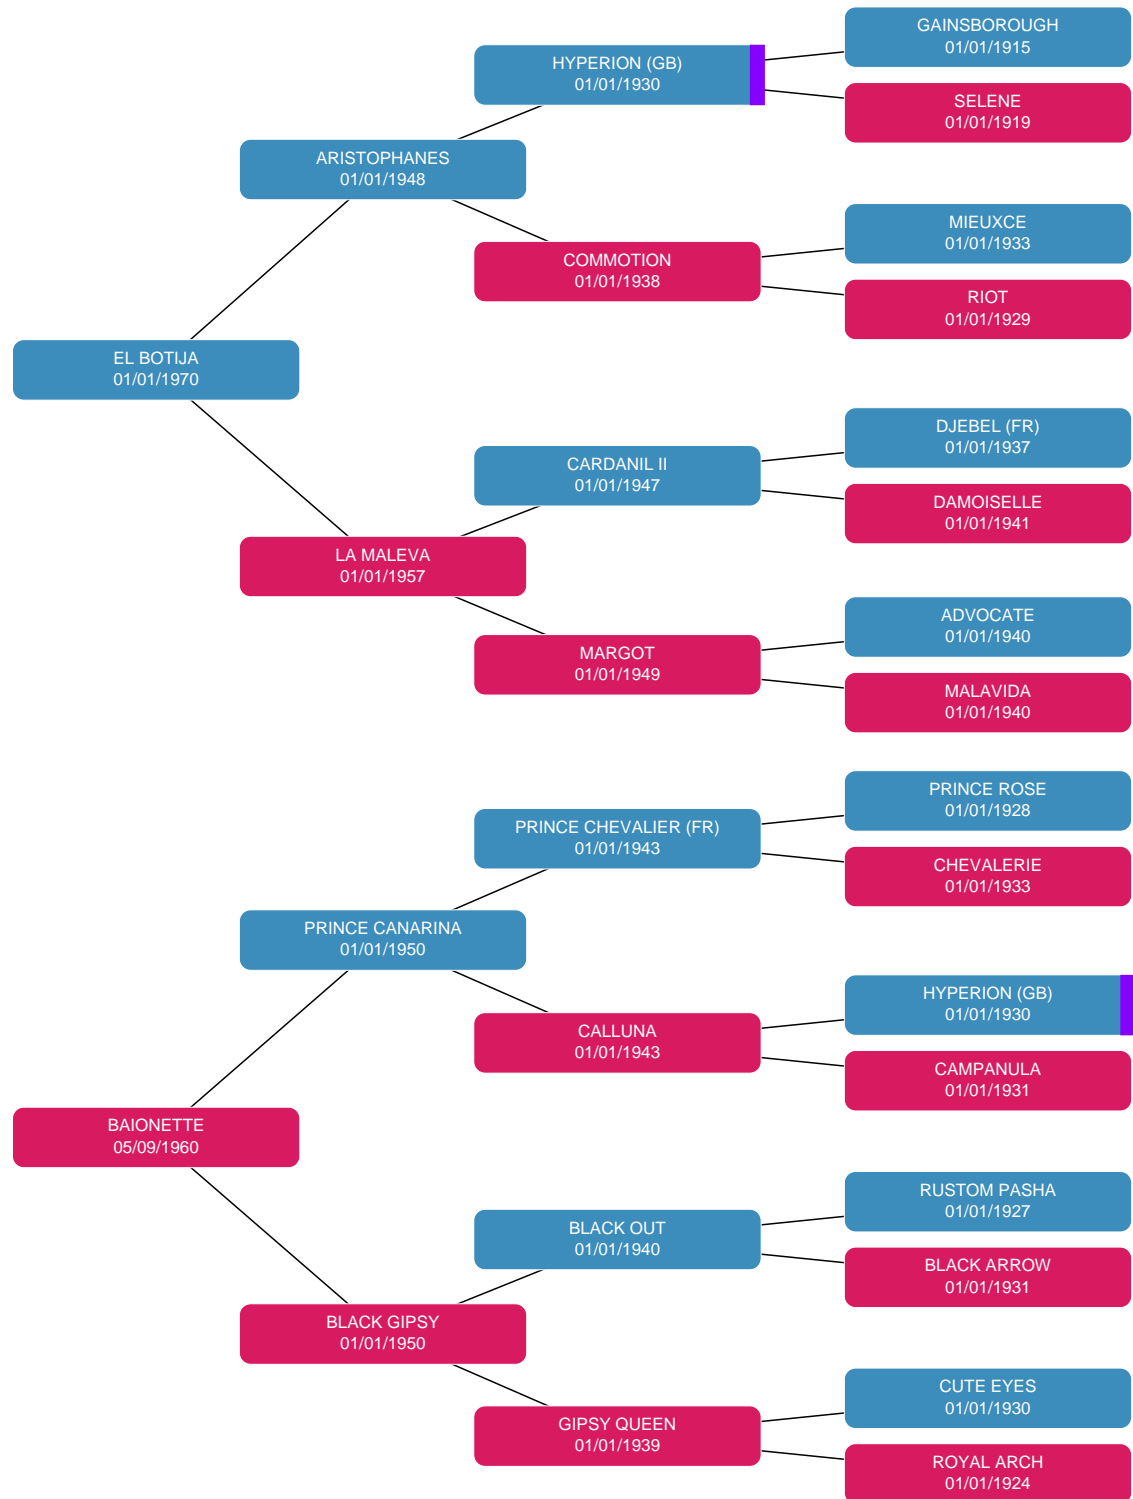 GAINSBOROUGH
01/01/1915
HYPERION (GB)
01/01/1930
SELENE
01/01/1919
ARISTOPHANES
01/01/1948
MIEUXCE
01/01/1933
COMMOTION
01/01/1938
RIOT
01/01/1929
EL BOTIJA
01/01/1970
DJEBEL (FR)
01/01/1937
CARDANIL II
01/01/1947
DAMOISELLE
01/01/1941
LA MALEVA
01/01/1957
ADVOCATE
01/01/1940
MARGOT
01/01/1949
MALAVIDA
01/01/1940
PRINCE ROSE
01/01/1928
PRINCE CHEVALIER (FR)
01/01/1943
CHEVALERIE
01/01/1933
PRINCE CANARINA
01/01/1950
HYPERION (GB)
01/01/1930
CALLUNA
01/01/1943
CAMPANULA
01/01/1931
BAIONETTE
05/09/1960
RUSTOM PASHA
01/01/1927
BLACK OUT
01/01/1940
BLACK ARROW
01/01/1931
BLACK GIPSY
01/01/1950
CUTE EYES
01/01/1930
GIPSY QUEEN
01/01/1939
ROYAL ARCH
01/01/1924